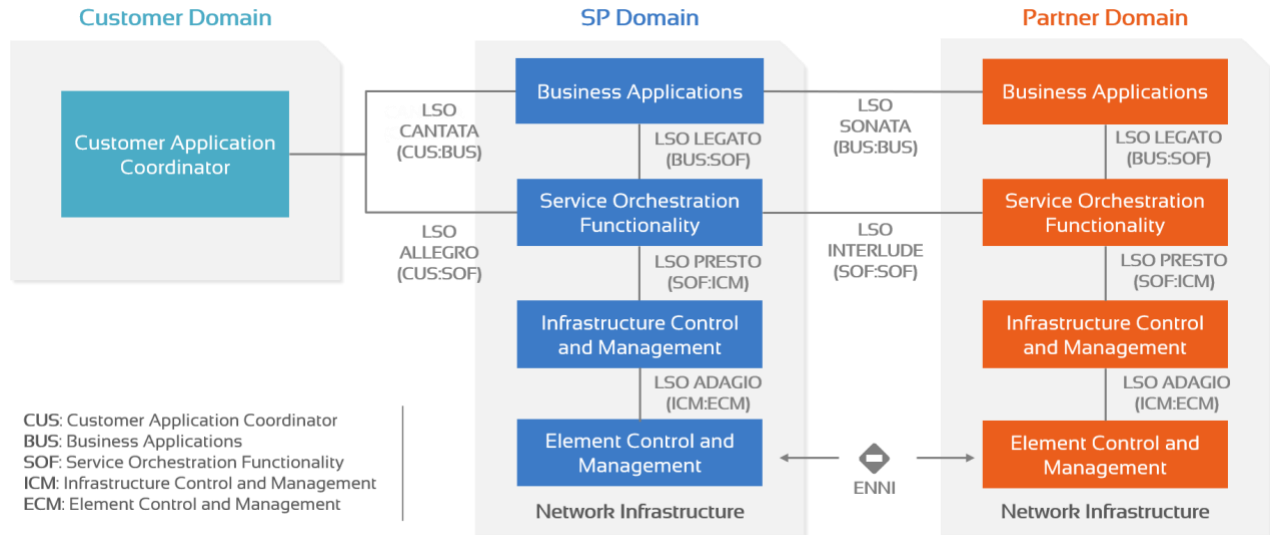 Customer Domain
SP Domain
Partner Domain
Customer Application
Coordinator
LSO
CANTATA
(CUS:BUS)
LSO
ALLEGRO
(CUS:SOF)
Business Applications
LSO LEGATO
(BUS:SOF)
Service Orchestration
Functionality
LSO PRESTO
(SOF:ICM)
Infrastructure Control
and Management
LSO ADAGIO
(ICM:ECM)
Element Control and
Management
Network Infrastructure
LSO
SONATA
(BUS:BUS)
LSO
INTERLUDE
(SOF:SOF)
ENNI
Business Applications
LSO LEGATO
(BUS:SOF)
Service Orchestration
Functionality
LSO PRESTO
(SOF:ICM)
Infrastructure Control
and Management
LSO ADAGIO
(ICM:ECM)
Element Control and
Management
Network Infrastructure
CUS: Customer Application Coordinator
BUS: Business Applications
SOF: Service Orchestration Functionality
ICM: Infrastructure Control and Management
ECM: Element Control and Management